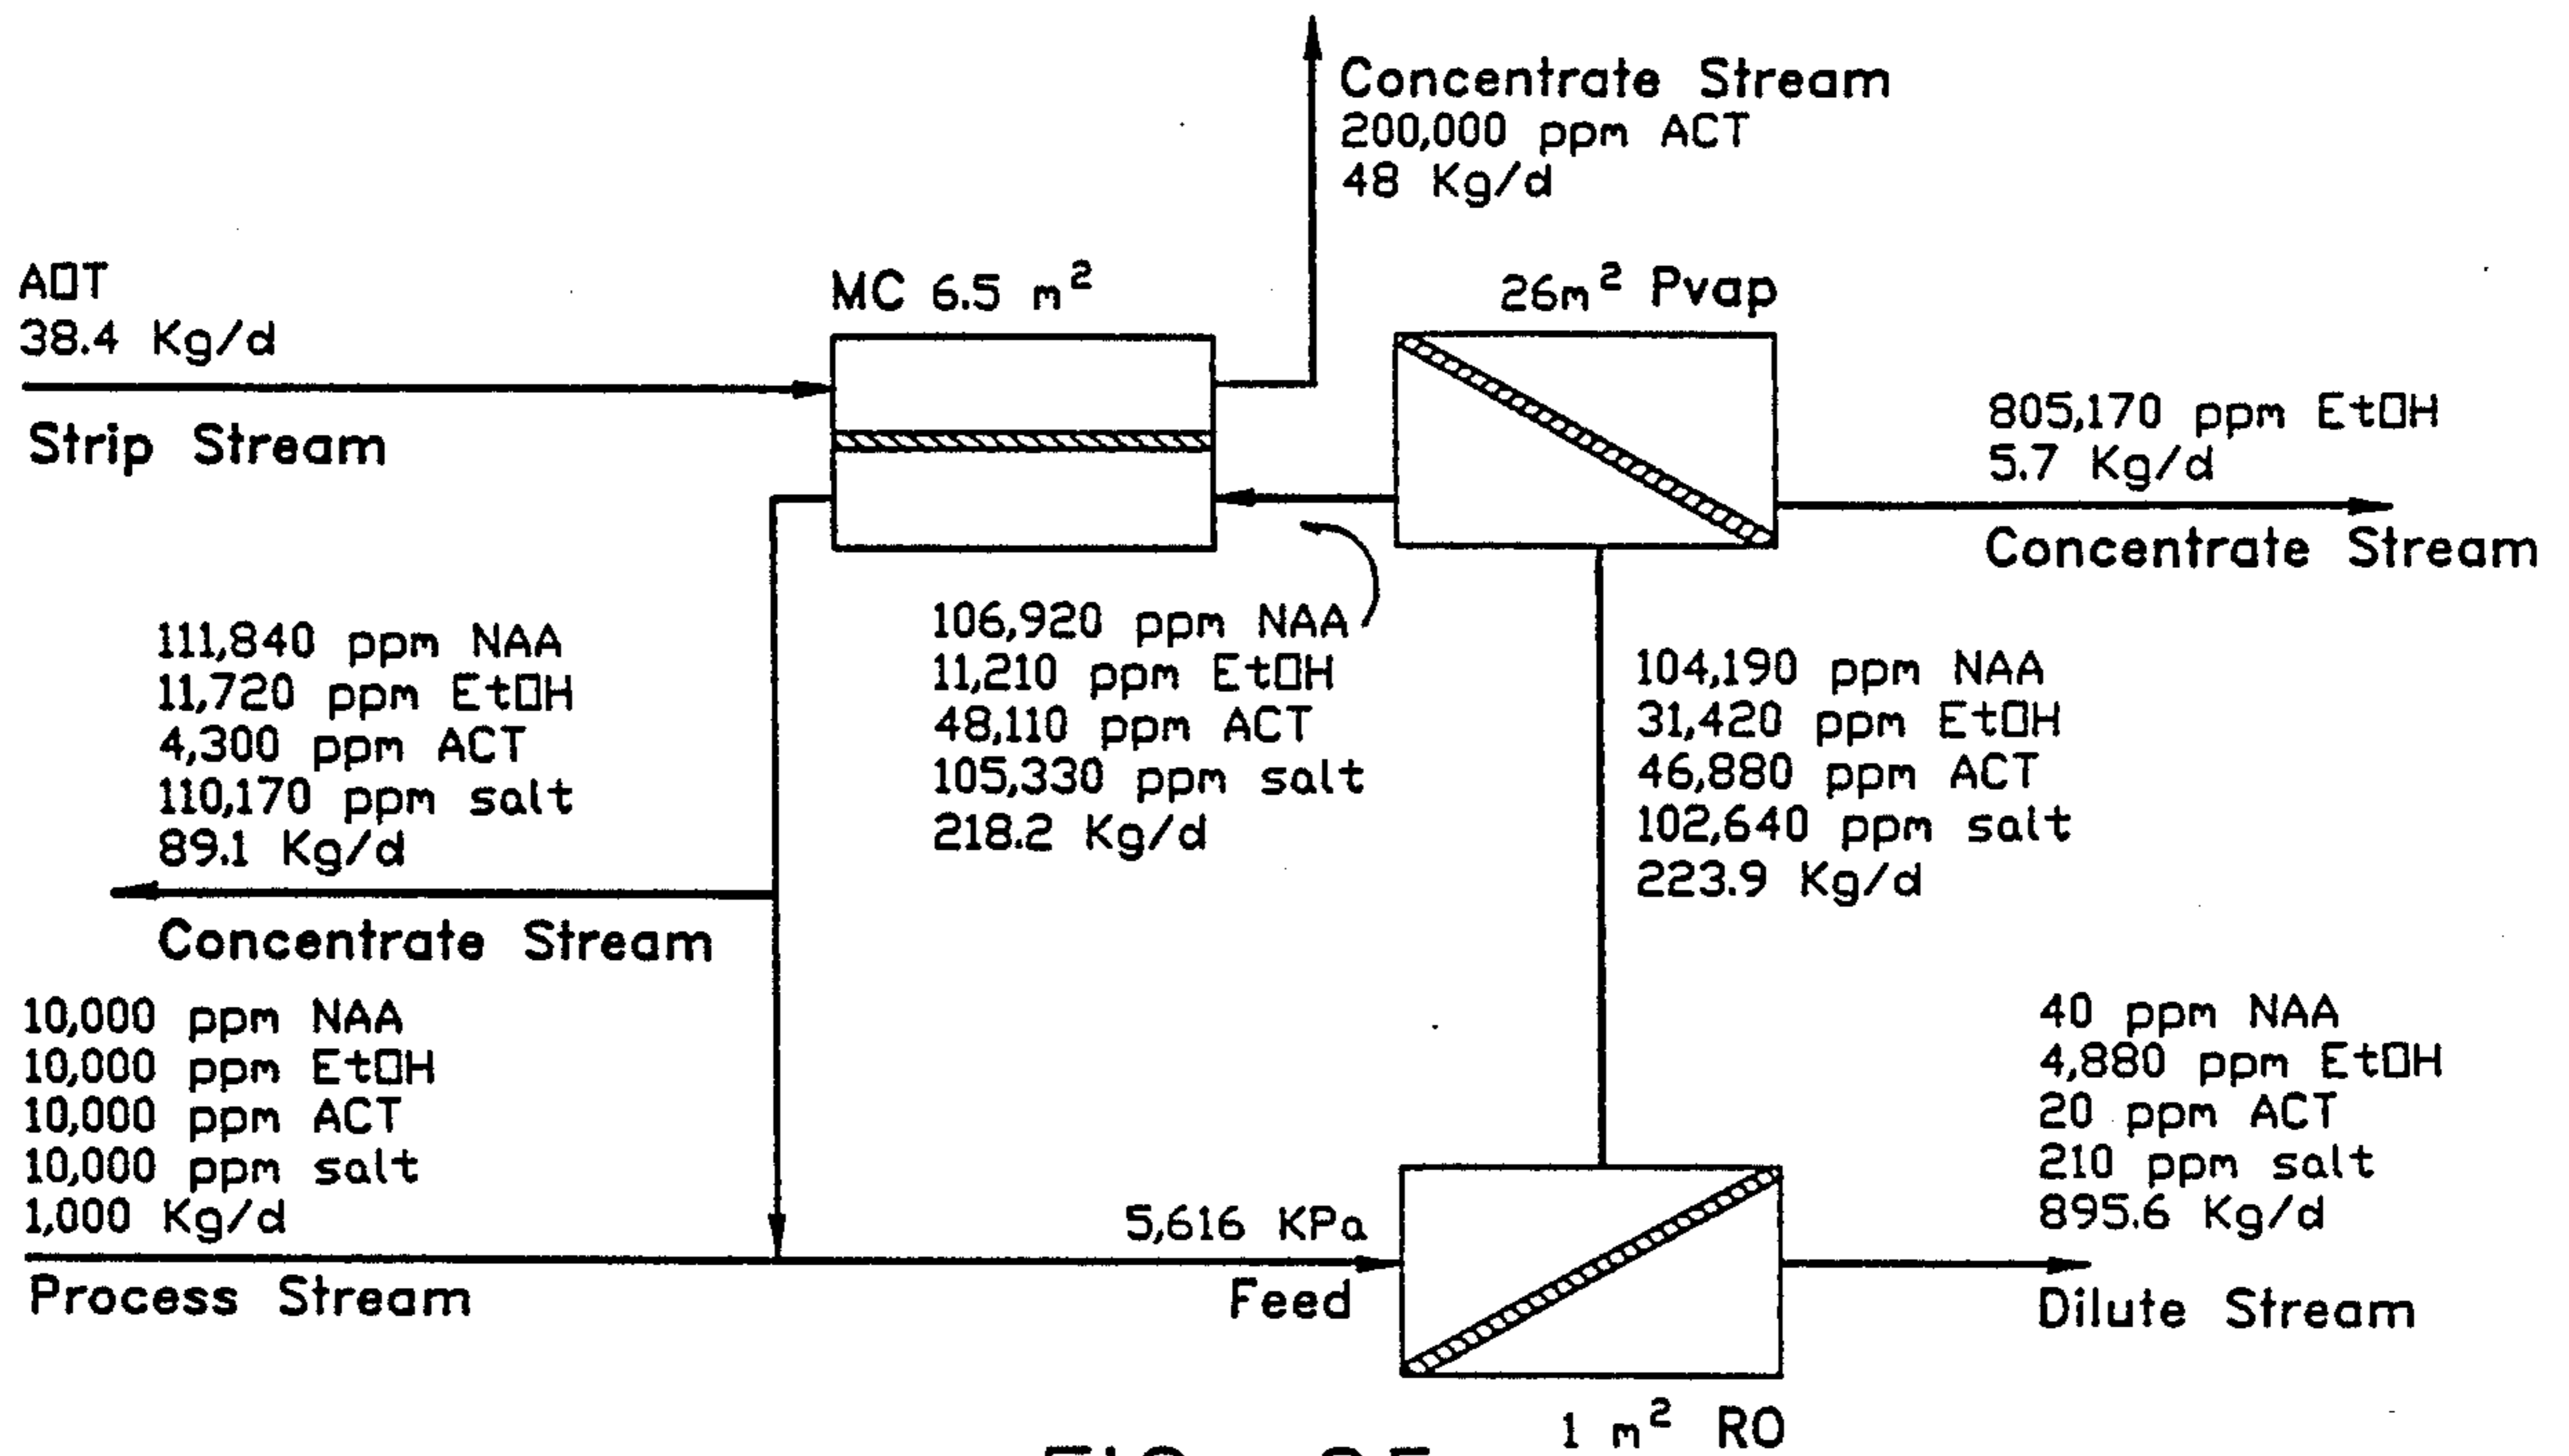 Concentrate Stream
200,000 ppm ACT
48 Kg/d
AOT
38.4 Kg/d
Strip Stream
MC 6.5 m²
26m² Pvap
805,170 ppm EtOH
5.7 Kg/d
Concentrate Stream
111,840 ppm NAA
11,720 ppm EtOH
4,300 ppm ACT
110,170 ppm salt
89.1 Kg/d
Concentrate Stream
106,920 ppm NAA
11,210 ppm EtOH
48,110 ppm ACT
105,330 ppm salt
218.2 Kg/d
104,190 ppm NAA
31,420 ppm EtOH
46,880 ppm ACT
102,640 ppm salt
223.9 Kg/d
10,000 ppm NAA
10,000 ppm EtOH
10,000 ppm ACT
10,000 ppm salt
1,000 Kg/d
Process Stream
5,616 KPa
Feed
40 ppm NAA
4,880 ppm EtOH
20 ppm ACT
210 ppm salt
895.6 Kg/d
Dilute Stream
1 m² RO